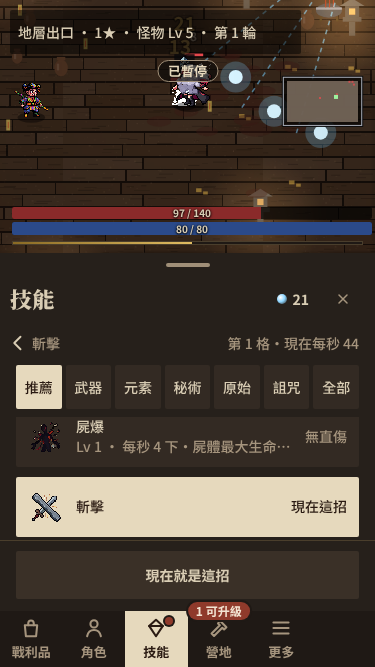 地層出口 · 1★ · 怪物 Lv 5 · 第 1 輪
21
13
已暫停
97 / 140
80 / 80
技能
21
斬擊
第 1 格・現在每秒 44
推薦
武器
元素
秘術
原始
詛咒
全部
屍爆
無直傷
Lv 1 · 每秒 4 下・屍體最大生命…
斬擊
現在這招
現在就是這招
1 可升級
戰利品
角色
技能
營地
更多